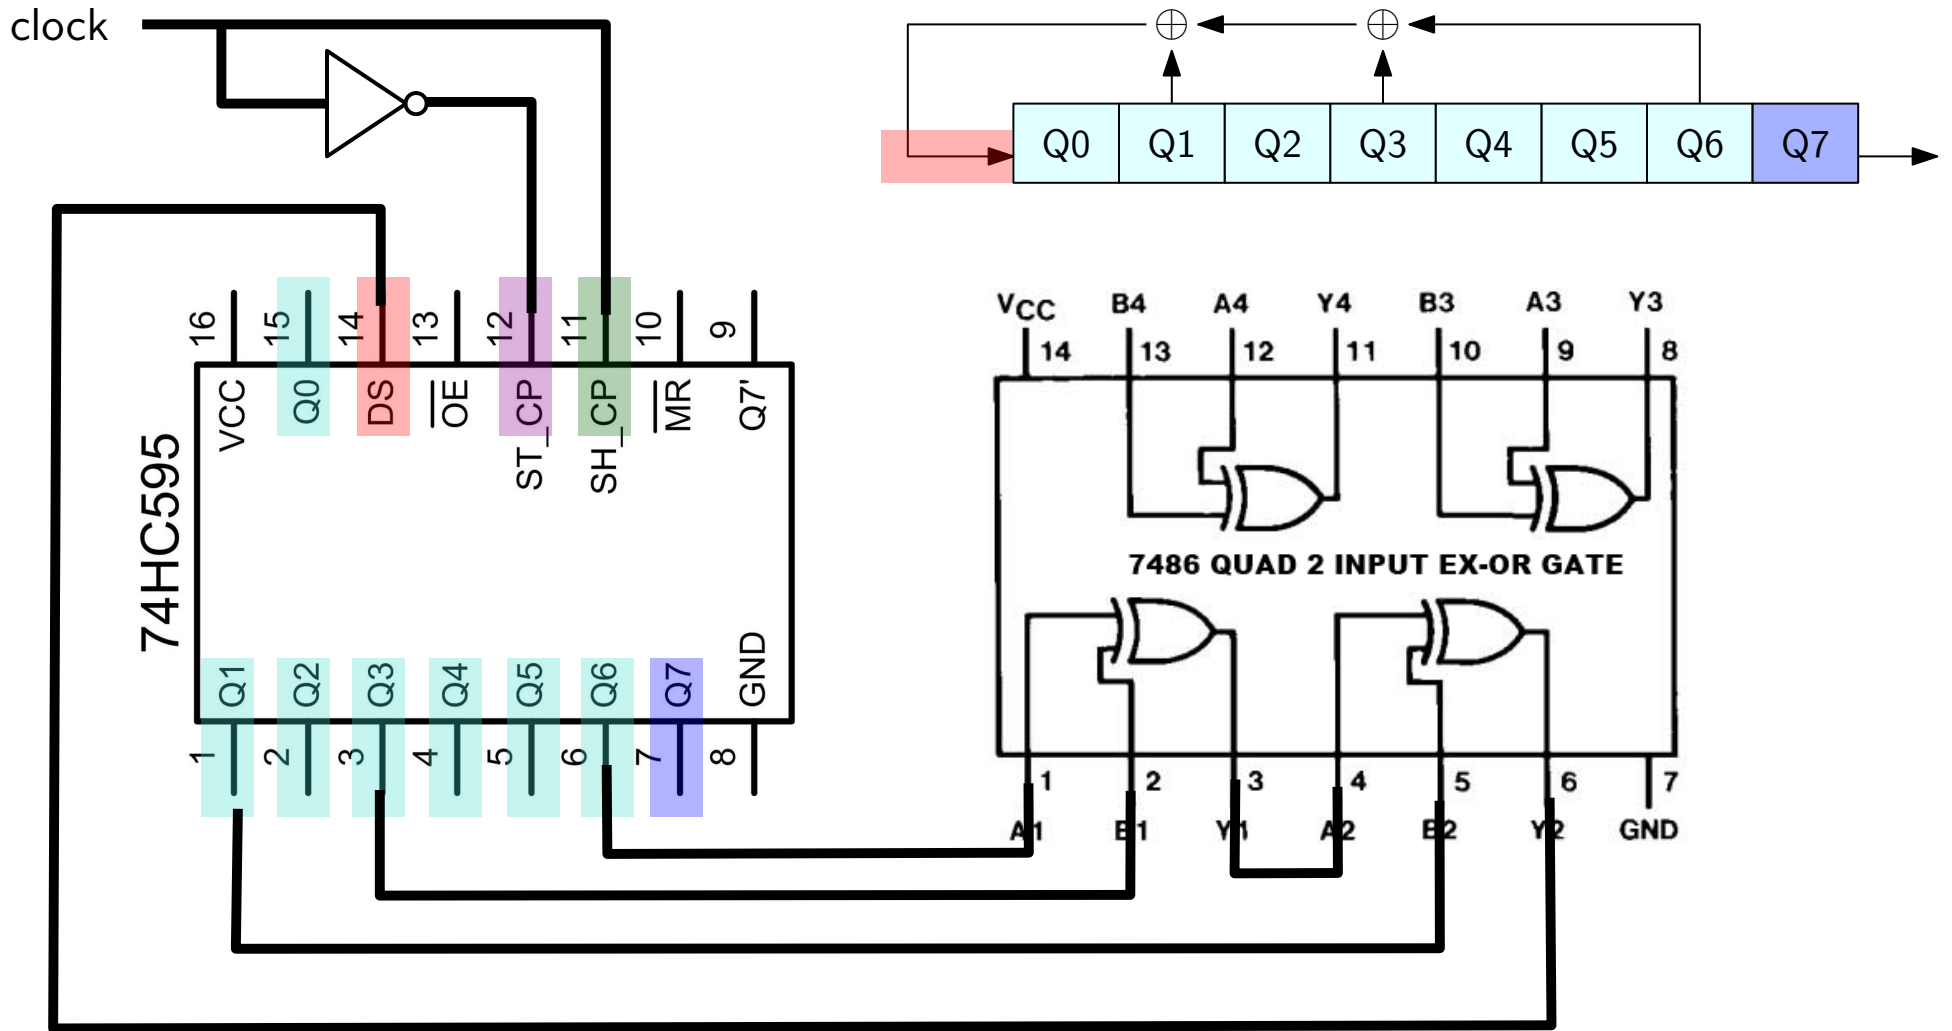 clock
Q0 Q1 Q2 Q3 Q4 Q5 Q6 Q7
16 15 14 13 12 11 10 9
VCC Q0 DS OE ST_CP SH_CP MR Q7'
74HC595
Q1 Q2 Q3 Q4 Q5 Q6 Q7 GND
1 2 3 4 5 6 7 8
VCC B4 A4 Y4 B3 A3 Y3
14 13 12 11 10 9 8
7486 QUAD 2 INPUT EX-OR GATE
1 2 3 4 5 6 7
A1 B1 Y1 A2 B2 Y2 GND